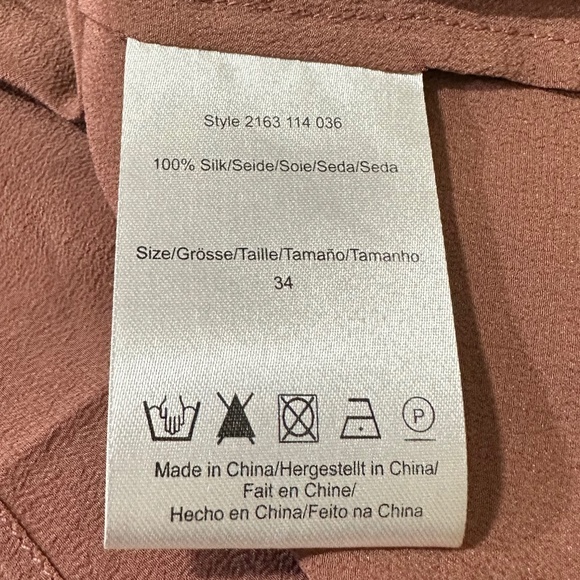 Style 2163 114 036
100% Silk/Seide/Soie/Seda/Seda
Size/Grösse/Taille/Tamaño/Tamanho
34
P
Made in China/Hergestellt in China/
Fait en Chine/
Hecho en China/Feito na China